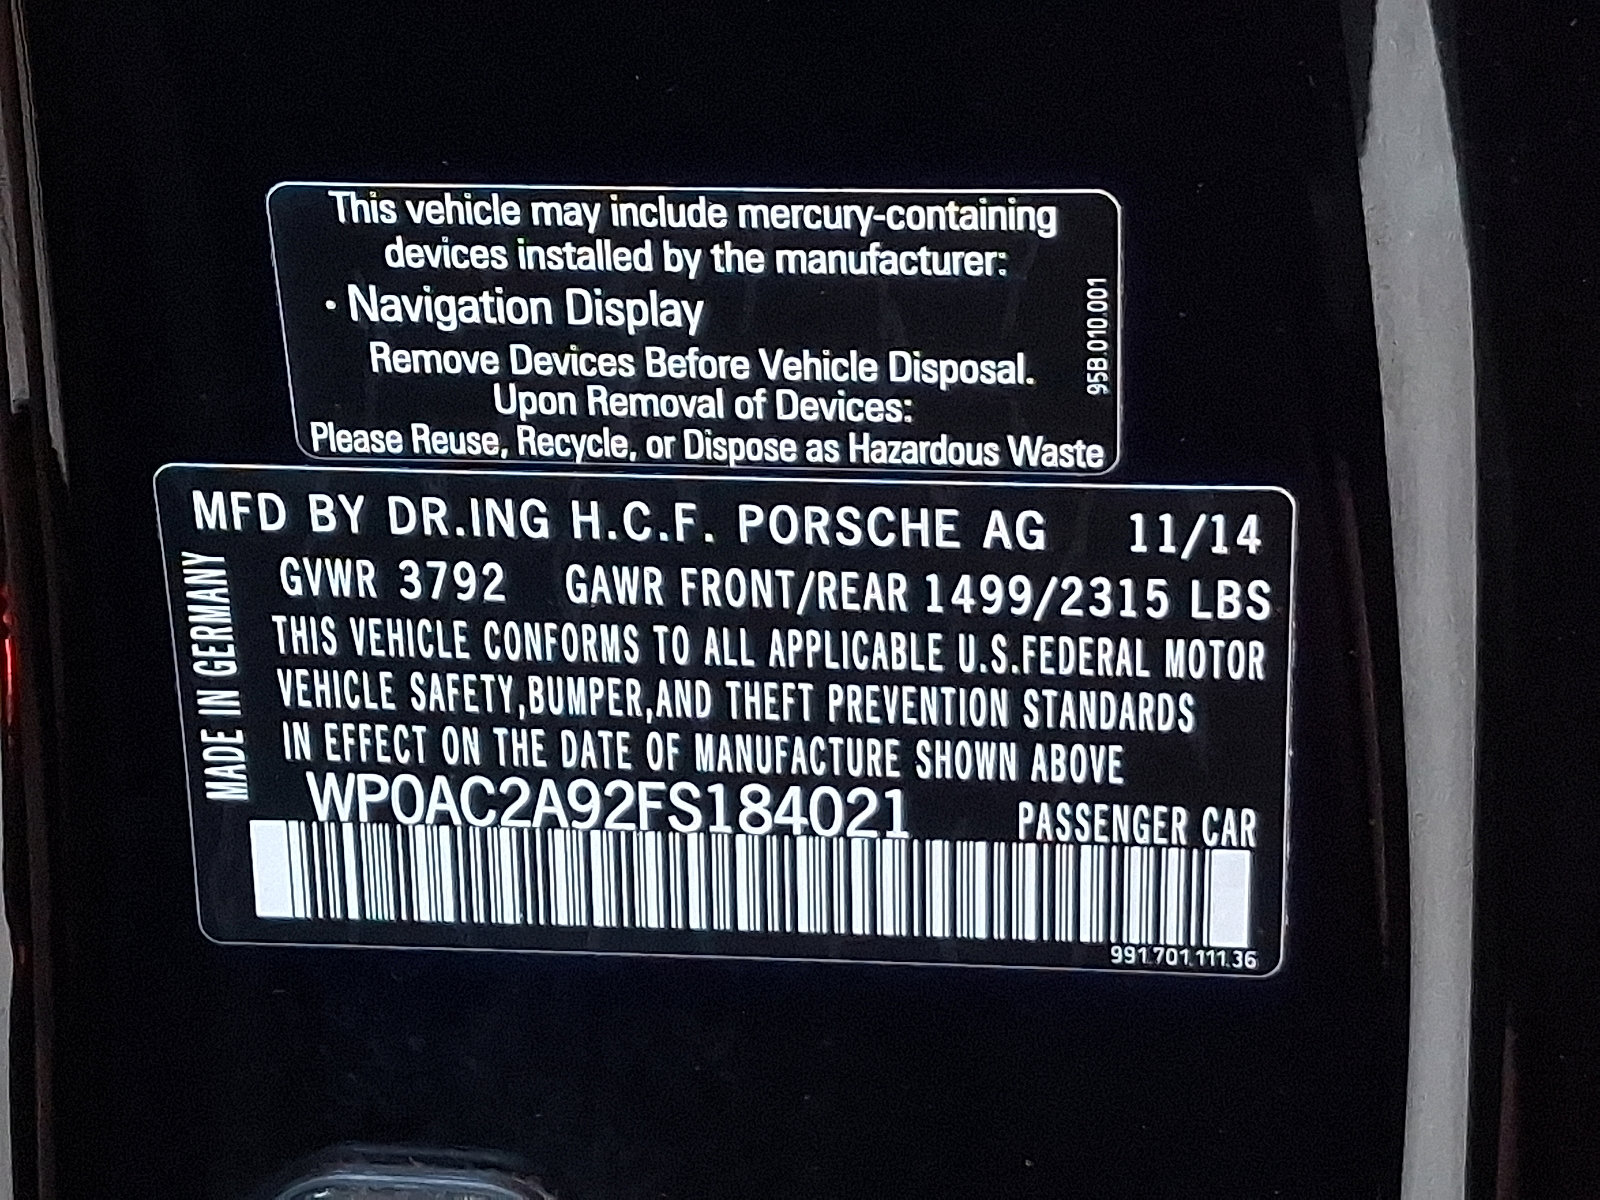 This vehicle may include mercury-containing
devices installed by the manufacturer:
· Navigation Display
Remove Devices Before Vehicle Disposal.
Upon Removal of Devices:
Please Reuse, Recycle, or Dispose as Hazardous Waste
95B.010.001
MFD BY DR.ING H.C.F. PORSCHE AG 11/14
GVWR 3792 GAWR FRONT/REAR 1499/2315 LBS
THIS VEHICLE CONFORMS TO ALL APPLICABLE U.S.FEDERAL MOTOR
VEHICLE SAFETY,BUMPER,AND THEFT PREVENTION STANDARDS
IN EFFECT ON THE DATE OF MANUFACTURE SHOWN ABOVE
MADE IN GERMANY
WP0AC2A92FS184021 PASSENGER CAR
991.701.111.36